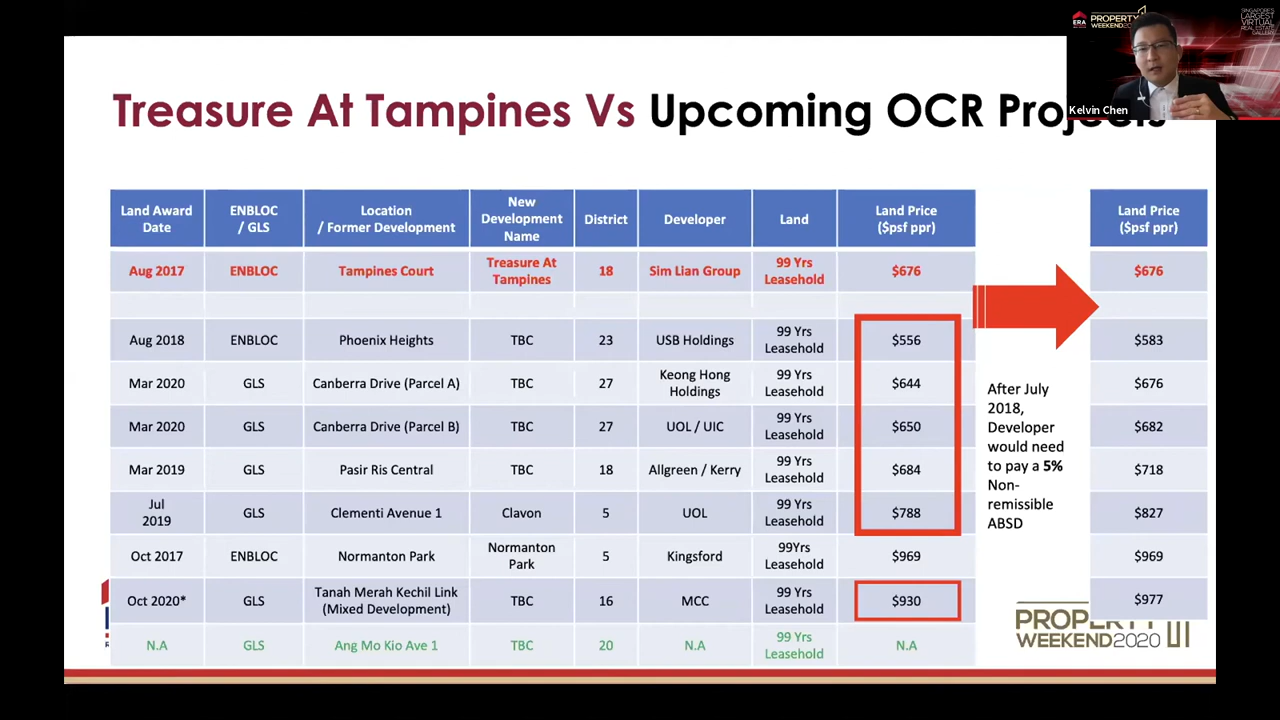 ERA
PROPERTY
WEEKEND2020
SINGAPORE'S
LARGEST
VIRTUAL
REAL ESTATE
GALLERY
Kelvin Chen
Treasure At Tampines Vs Upcoming OCR Projects
Land Award
Date
ENBLOC
/ GLS
Location
/ Former Development
New
Development
Name
District
Developer
Land
Land Price
($psf ppr)
Land Price
($psf ppr)
Aug 2017
ENBLOC
Tampines Court
Treasure At
Tampines
18
Sim Lian Group
99 Yrs
Leasehold
$676
$676
Aug 2018
ENBLOC
Phoenix Heights
TBC
23
USB Holdings
99 Yrs
Leasehold
$556
$583
Mar 2020
GLS
Canberra Drive (Parcel A)
TBC
27
Keong Hong
Holdings
99 Yrs
Leasehold
$644
$676
Mar 2020
GLS
Canberra Drive (Parcel B)
TBC
27
UOL / UIC
99 Yrs
Leasehold
$650
$682
Mar 2019
GLS
Pasir Ris Central
TBC
18
Allgreen / Kerry
99 Yrs
Leasehold
$684
$718
Jul
2019
GLS
Clementi Avenue 1
Clavon
5
UOL
99 Yrs
Leasehold
$788
$827
Oct 2017
ENBLOC
Normanton Park
Normanton
Park
5
Kingsford
99Yrs
Leasehold
$969
$969
Oct 2020*
GLS
Tanah Merah Kechil Link
(Mixed Development)
TBC
16
MCC
99 Yrs
Leasehold
$930
$977
N.A
GLS
Ang Mo Kio Ave 1
TBC
20
N.A
99 Yrs
Leasehold
N.A
After July
2018,
Developer
would need
to pay a 5%
Non-
remissible
ABSD
PROPERTY
WEEKEND2020